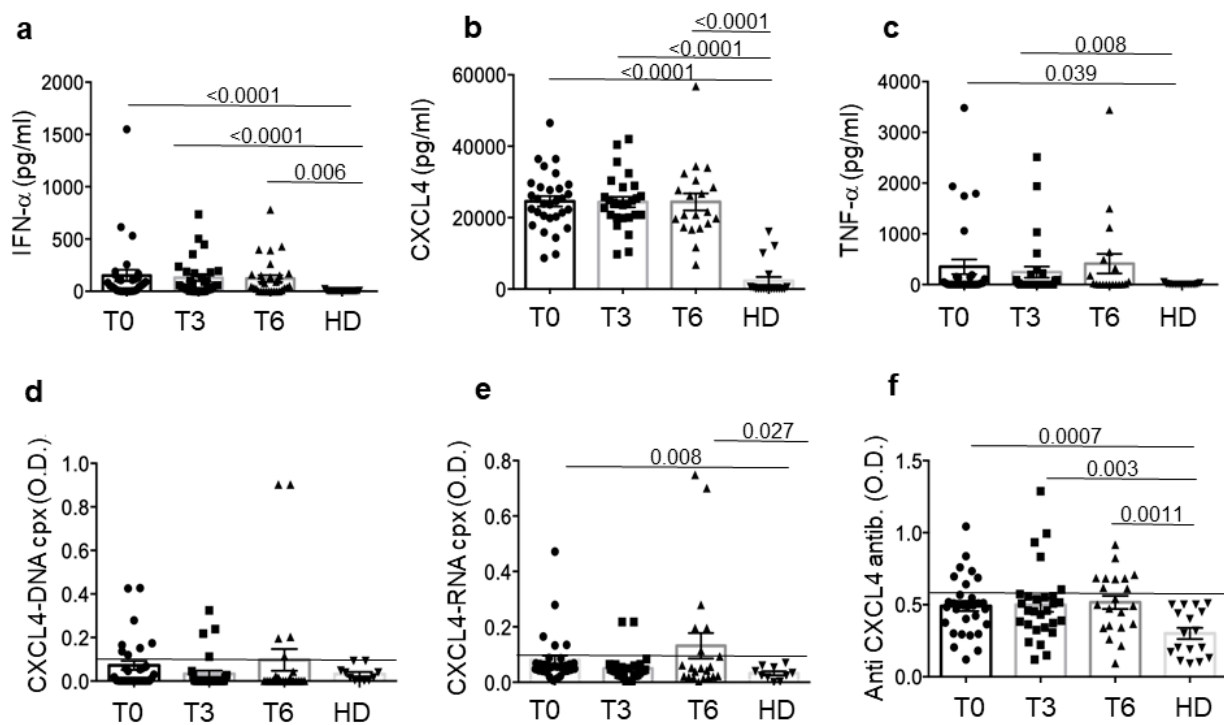 a
IFN-α (pg/ml)
2000
1500
1000
500
0
<0.0001
<0.0001
0.006
T0 T3 T6 HD
b
CXCL4 (pg/ml)
60000
40000
20000
0
<0.0001
<0.0001
<0.0001
T0 T3 T6 HD
c
TNF-α (pg/ml)
4000
3000
2000
1000
0
0.008
0.039
T0 T3 T6 HD
d
CXCL4-DNA cpx (O.D.)
1.0
0.8
0.6
0.4
0.2
0.0
T0 T3 T6 HD
e
CXCL4-RNA cpx (O.D.)
0.8
0.6
0.4
0.2
0.0
0.027
0.008
T0 T3 T6 HD
f
Anti CXCL4 antib. (O.D.)
1.5
1.0
0.5
0.0
0.0007
0.003
0.0011
T0 T3 T6 HD